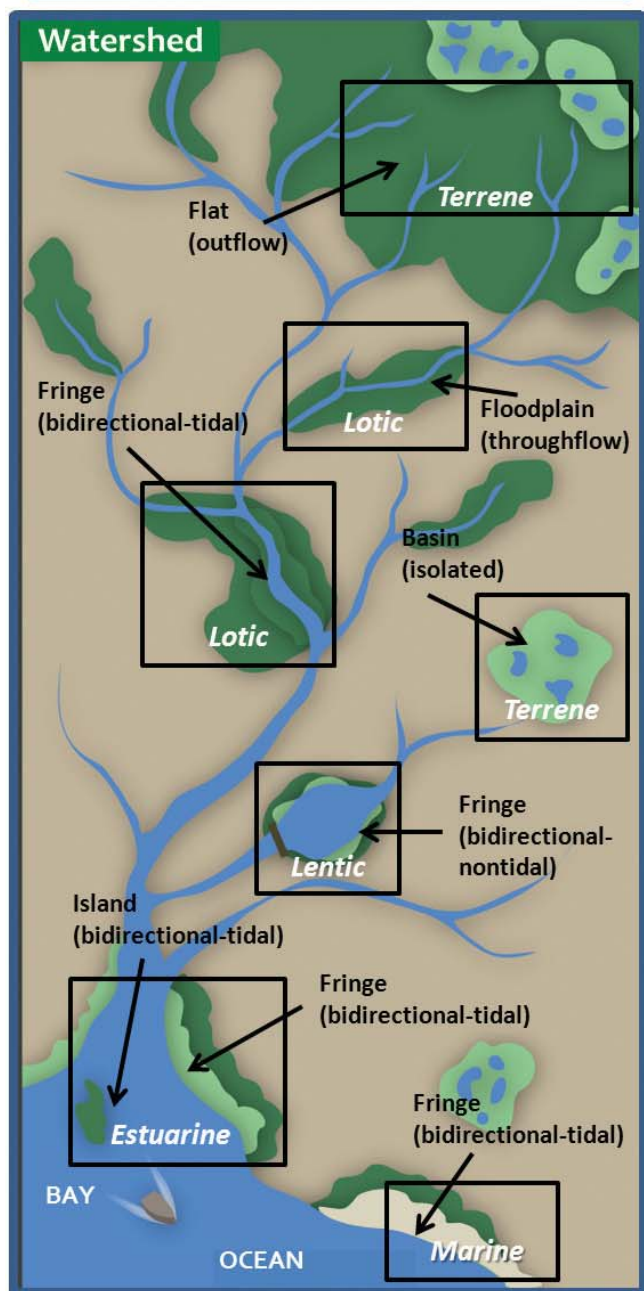 Watershed
Terrene
Flat
(outflow)
Fringe
(bidirectional-tidal)
Lotic
Floodplain
(throughflow)
Basin
(isolated)
Lotic
Terrene
Fringe
(bidirectional-
nontidal)
Lentic
Island
(bidirectional-tidal)
Fringe
(bidirectional-tidal)
Estuarine
Fringe
(bidirectional-tidal)
BAY
Marine
OCEAN